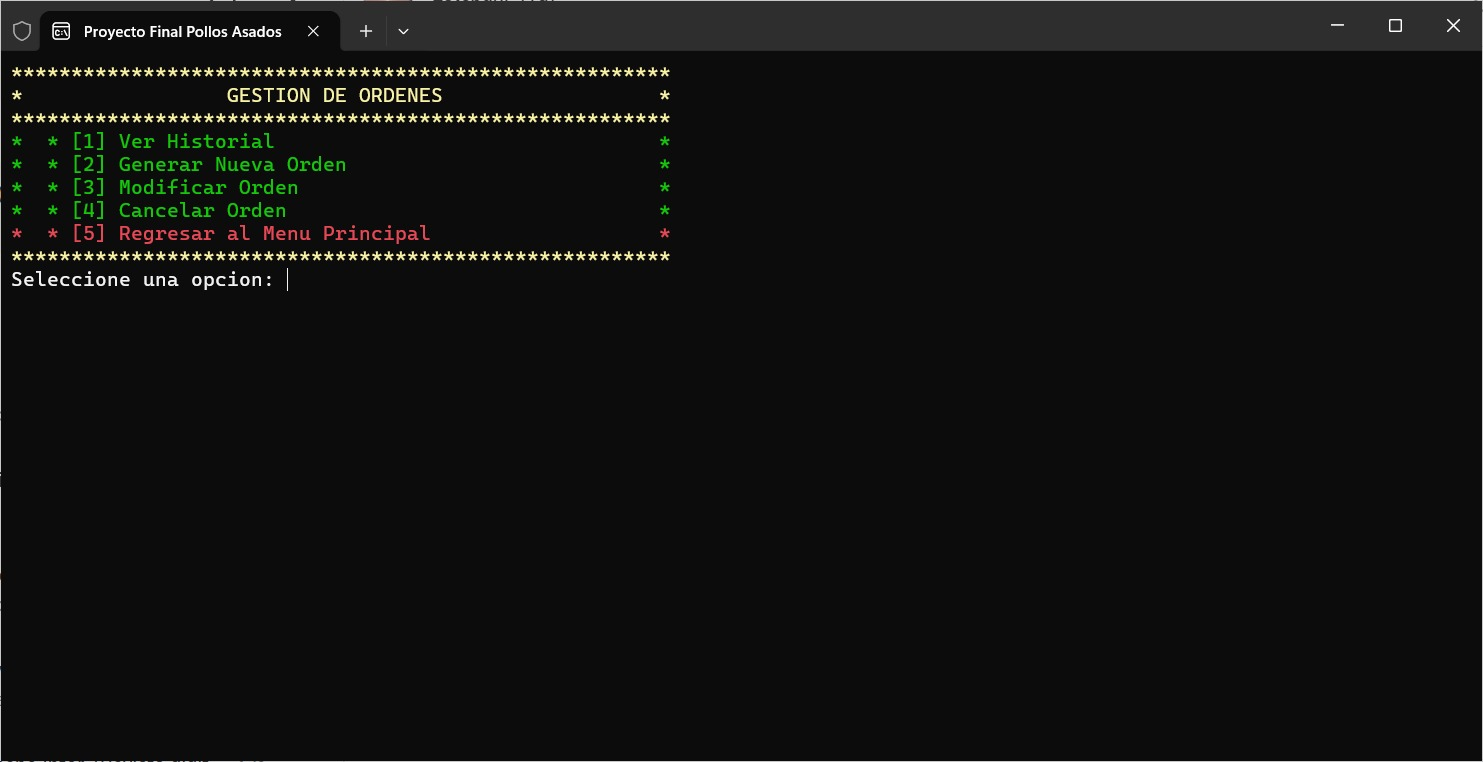 Proyecto Final Pollos Asados
*******************************************************
* GESTION DE ORDENES *
*******************************************************
* * [1] Ver Historial *
* * [2] Generar Nueva Orden *
* * [3] Modificar Orden *
* * [4] Cancelar Orden *
* * [5] Regresar al Menu Principal *
*******************************************************
Seleccione una opcion: